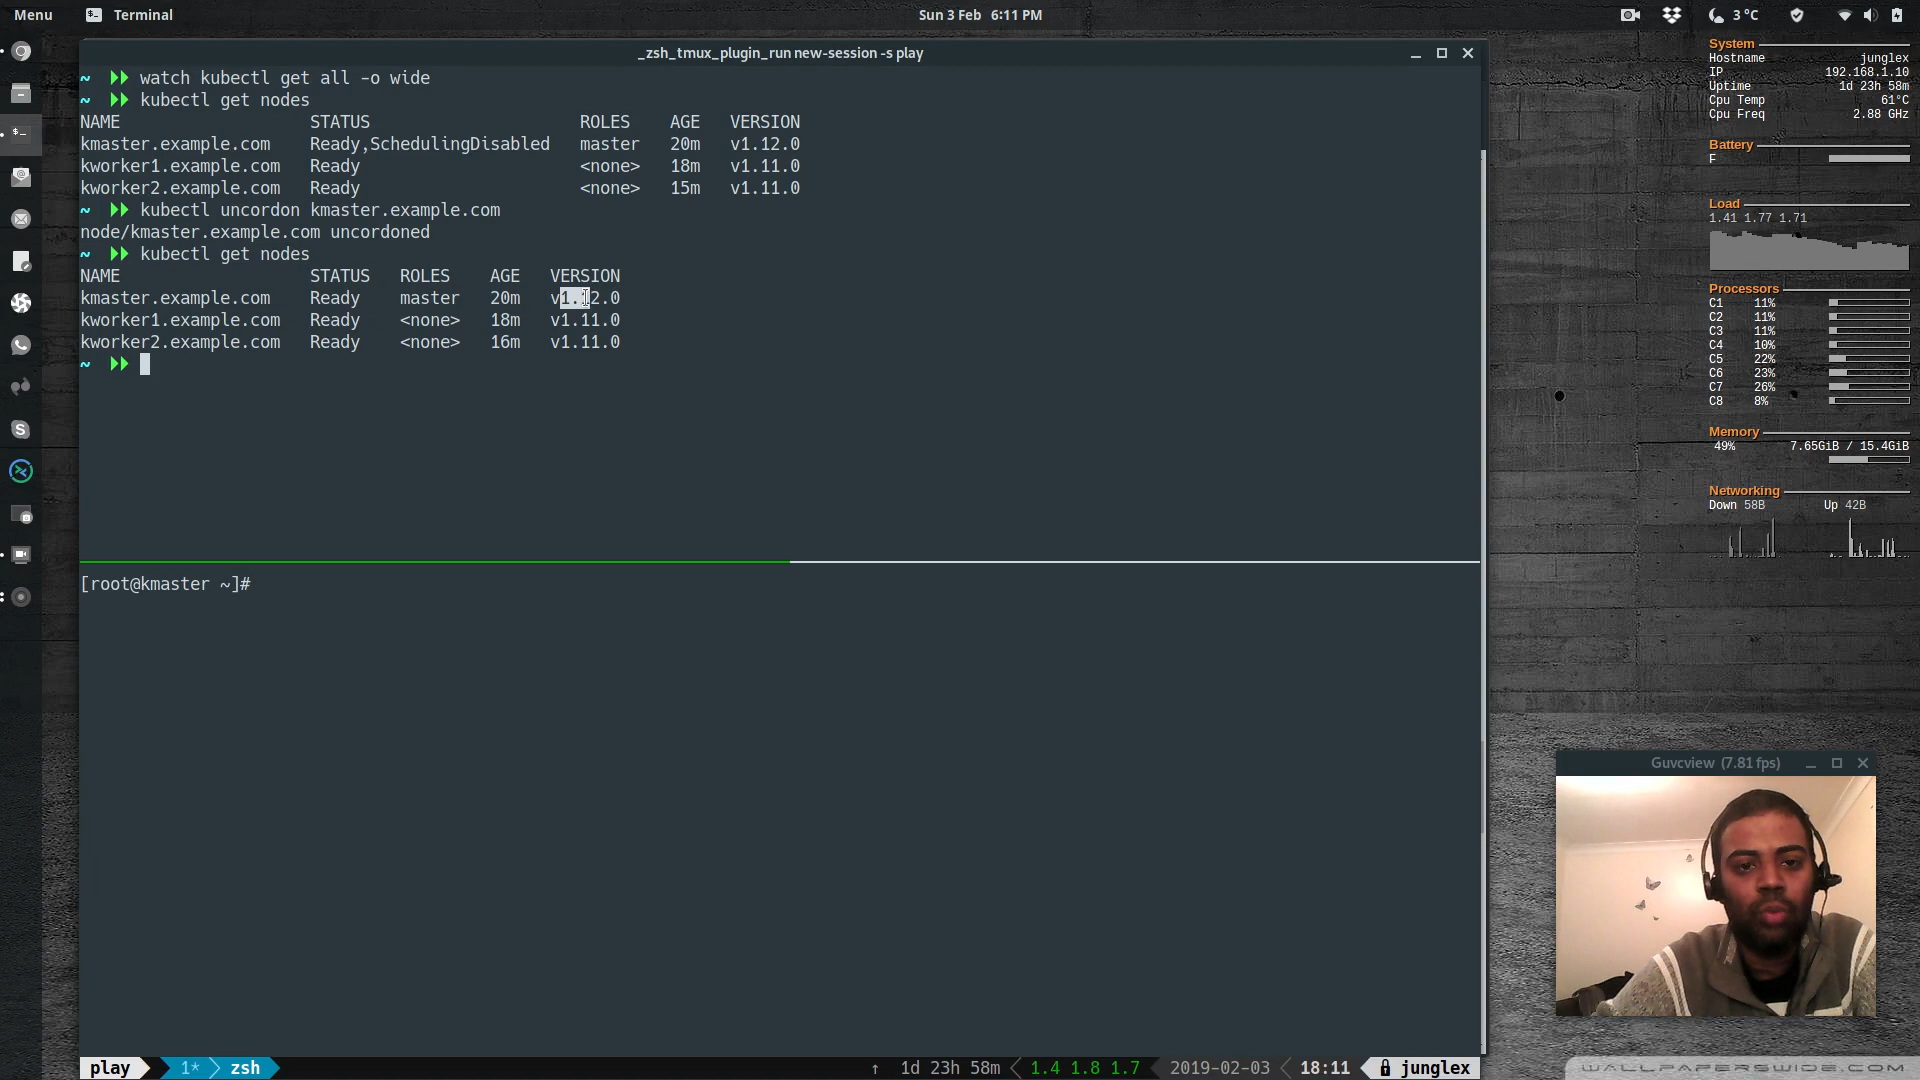 Menu
Terminal
Sun 3 Feb 6:11 PM
3 °C
_zsh_tmux_plugin_run new-session -s play
~ watch kubectl get all -o wide
~ kubectl get nodes
NAME STATUS ROLES AGE VERSION
kmaster.example.com Ready,SchedulingDisabled master 20m v1.12.0
kworker1.example.com Ready <none> 18m v1.11.0
kworker2.example.com Ready <none> 15m v1.11.0
~ kubectl uncordon kmaster.example.com
node/kmaster.example.com uncordoned
~ kubectl get nodes
NAME STATUS ROLES AGE VERSION
kmaster.example.com Ready master 20m v1.12.0
kworker1.example.com Ready <none> 18m v1.11.0
kworker2.example.com Ready <none> 16m v1.11.0
~
[root@kmaster ~]#
play 1* zsh ↑ 1d 23h 58m 1.4 1.8 1.7 2019-02-03 18:11 junglex
System
Hostname junglex
IP 192.168.1.10
Uptime 1d 23h 58m
Cpu Temp 61°C
Cpu Freq 2.88 GHz
Battery
F
Load
1.41 1.77 1.71
Processors
C1 11%
C2 11%
C3 11%
C4 10%
C5 22%
C6 23%
C7 26%
C8 8%
Memory
49% 7.65GiB / 15.4GiB
Networking
Down 58B Up 42B
Guvcview (7.81 fps)
WALLPAPERSWIDE.COM